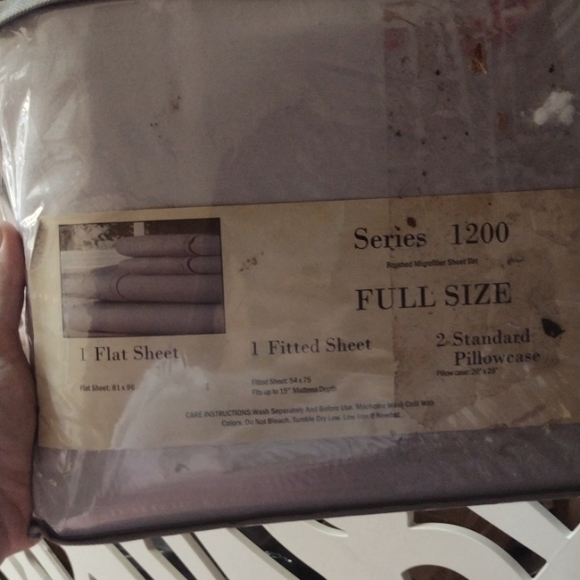 Series 1200
Brushed Microfiber Sheet Set
FULL SIZE
1 Flat Sheet
1 Fitted Sheet
2 Standard
Pillowcase
Flat Sheet: 81 x 96
Fitted Sheet: 54 x 75
Fits up to 15" Mattress Depth
Pillow case: 20" x 28"
CARE INSTRUCTIONS: Wash Separately And Before Use. Machine Wash Cold With
Colors. Do Not Bleach. Tumble Dry Low. Low Iron If Needed.